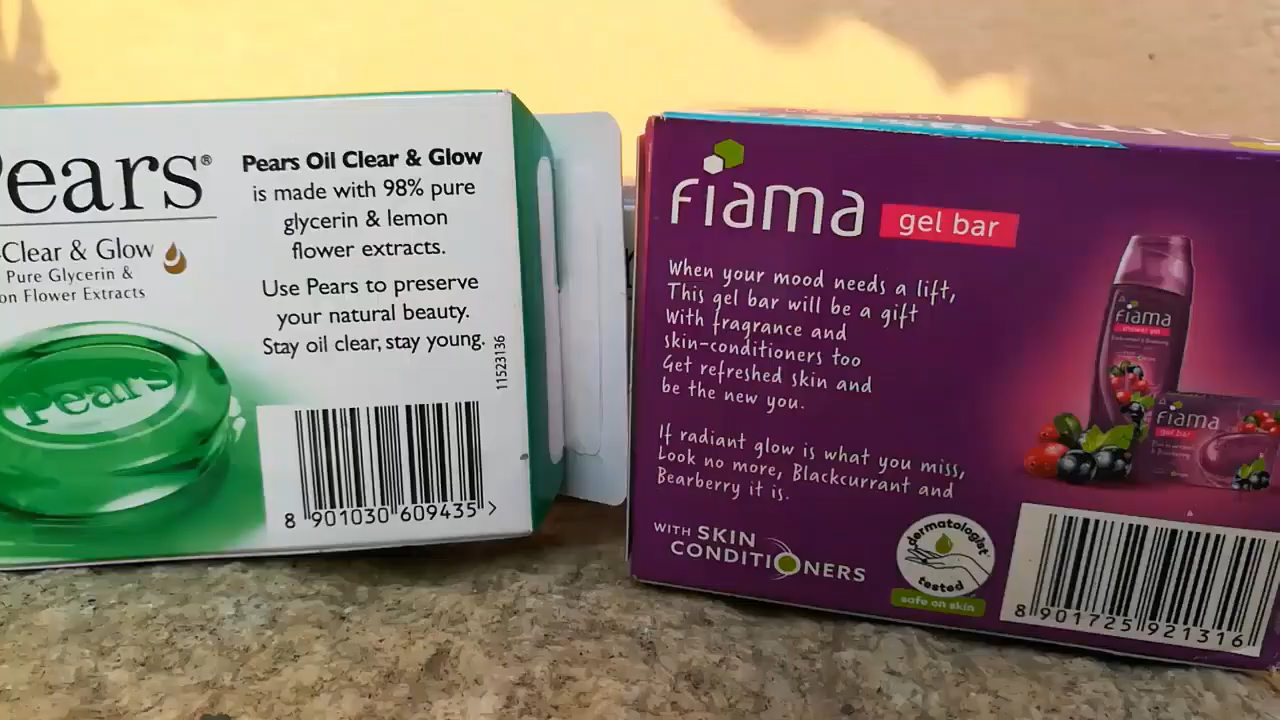 ears®
-Clear & Glow
Pure Glycerin &
on Flower Extracts
Pears
Pears Oil Clear & Glow
is made with 98% pure
glycerin & lemon
flower extracts.
Use Pears to preserve
your natural beauty.
Stay oil clear, stay young.
11523136
8 901030 609435 >
fiama gel bar
When your mood needs a lift,
This gel bar will be a gift
With fragrance and
skin-conditioners too
Get refreshed skin and
be the new you.
If radiant glow is what you miss,
Look no more, Blackcurrant and
Bearberry it is.
WITH SKIN
CONDITIONERS
dermatologist
tested
safe on skin
fiama
shower gel
fiama
gel bar
8 901725 921316